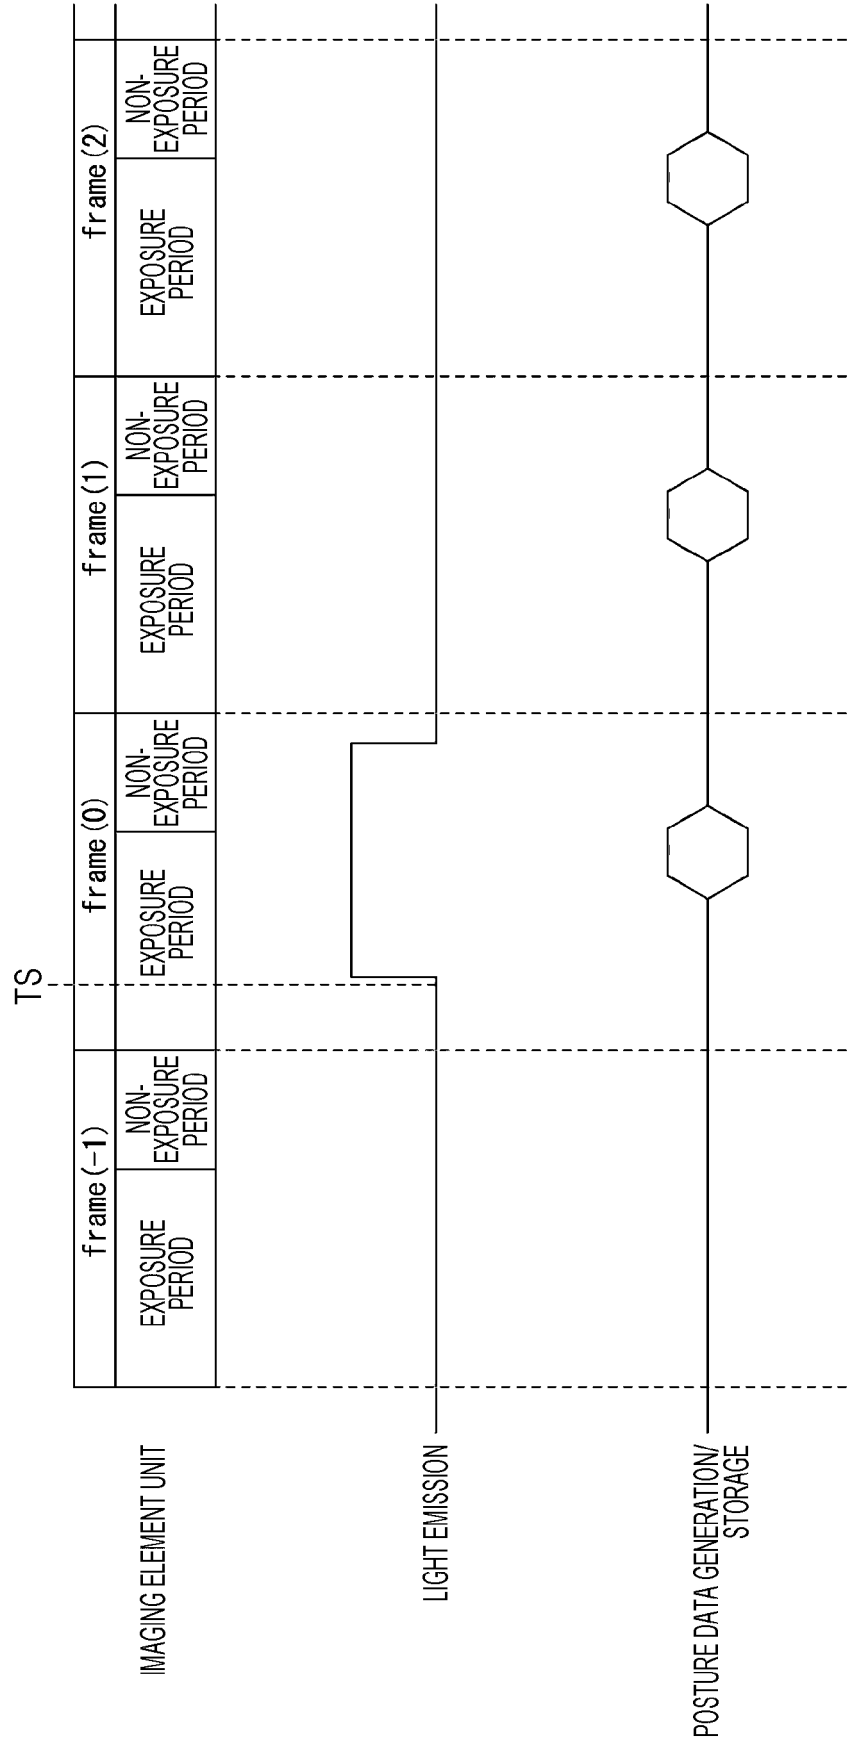 TS
frame(-1)
frame(0)
frame(1)
frame(2)
IMAGING ELEMENT UNIT
EXPOSURE
PERIOD
NON-
EXPOSURE
PERIOD
EXPOSURE
PERIOD
NON-
EXPOSURE
PERIOD
EXPOSURE
PERIOD
NON-
EXPOSURE
PERIOD
EXPOSURE
PERIOD
NON-
EXPOSURE
PERIOD
LIGHT EMISSION
POSTURE DATA GENERATION/
STORAGE